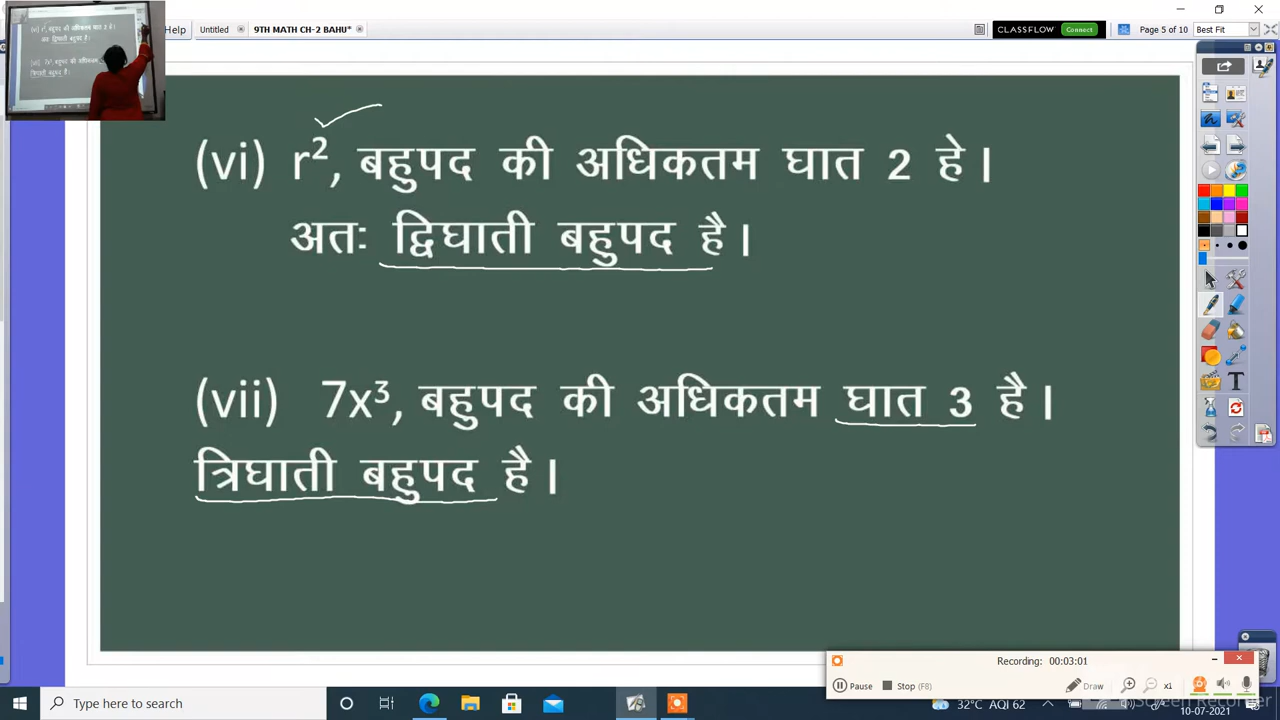 Help
Untitled
9TH MATH CH-2 BAHU*
CLASSFLOW
Connect
Page 5 of 10
Best Fit
(vi) r², बहुपद की अधिकतम घात 2 हे।
अतः द्विघाती बहुपद है।
(vii) 7x³, बहुपद की अधिकतम घात 3 है।
त्रिघाती बहुपद है।
Recording: 00:03:01
Pause
Stop (F8)
Draw
x1
Type here to search
32°C AQI 62
10-07-2021